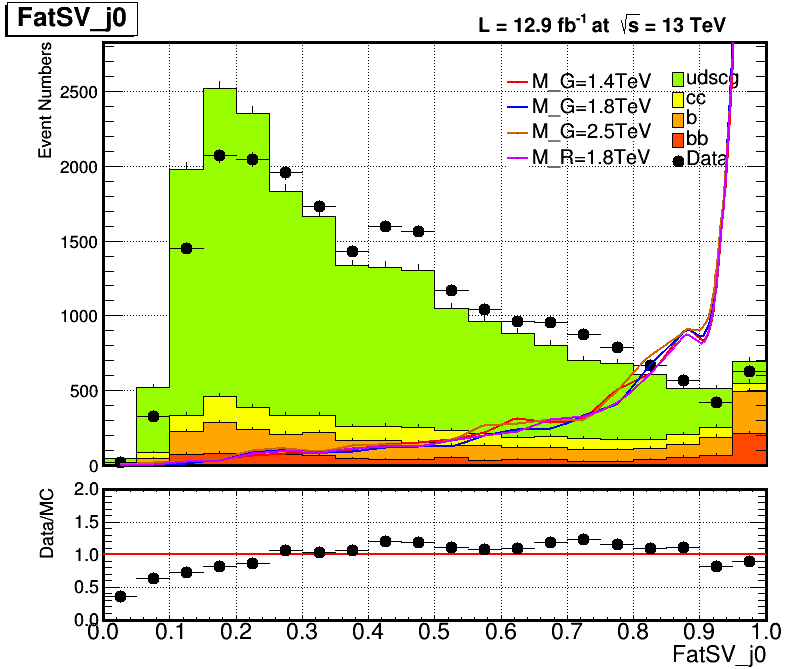 FatSV_j0
L = 12.9 fb⁻¹ at √s = 13 TeV
Event Numbers
2500
2000
1500
1000
500
0
M_G=1.4TeV
M_G=1.8TeV
M_G=2.5TeV
M_R=1.8TeV
udscg
cc
b
bb
Data
Data/MC
2.0
1.5
1.0
0.5
0.0
0.0 0.1 0.2 0.3 0.4 0.5 0.6 0.7 0.8 0.9 1.0
FatSV_j0